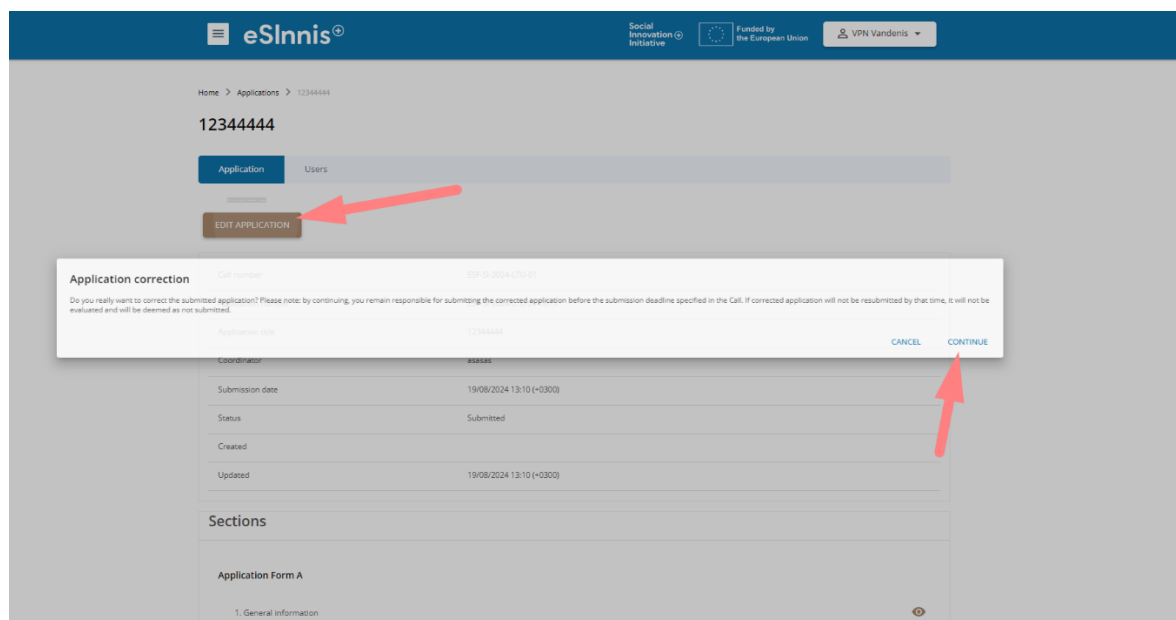 eSInnis⊕
Social
Innovation ⊕
Initiative
Funded by
the European Union
VPN Vandenis
Home > Applications > 12344444
12344444
Application Users
EDIT APPLICATION
Call number
Application correction
Do you really want to correct the submitted application? Please note: by continuing, you remain responsible for submitting the corrected application before the submission deadline specified in the Call. If corrected application will not be resubmitted by that time, it will not be
evaluated and will be deemed as not submitted.
Application title 12344444
CANCEL CONTINUE
Coordinator asasas
Submission date 19/08/2024 13:10 (+0300)
Status Submitted
Created
Updated 19/08/2024 13:10 (+0300)
Sections
Application Form A
1. General information